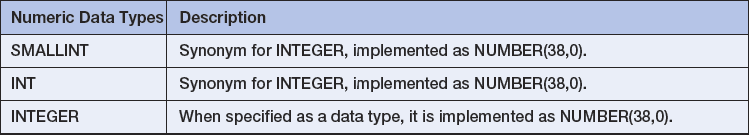 Numeric Data Types Description
SMALLINT Synonym for INTEGER, implemented as NUMBER(38,0).
INT Synonym for INTEGER, implemented as NUMBER(38,0).
INTEGER When specified as a data type, it is implemented as NUMBER(38,0).